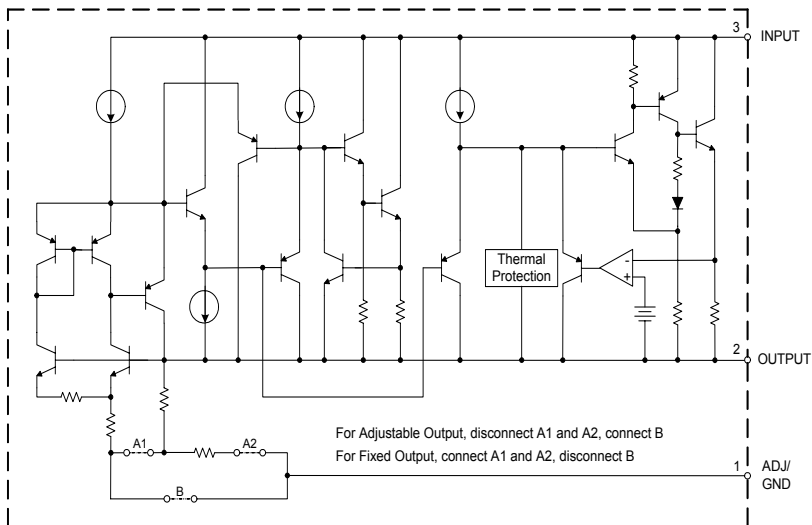 3
INPUT
Thermal
Protection
-
+
2
OUTPUT
For Adjustable Output, disconnect A1 and A2, connect B
For Fixed Output, connect A1 and A2, disconnect B
A1
A2
1
ADJ/
GND
B